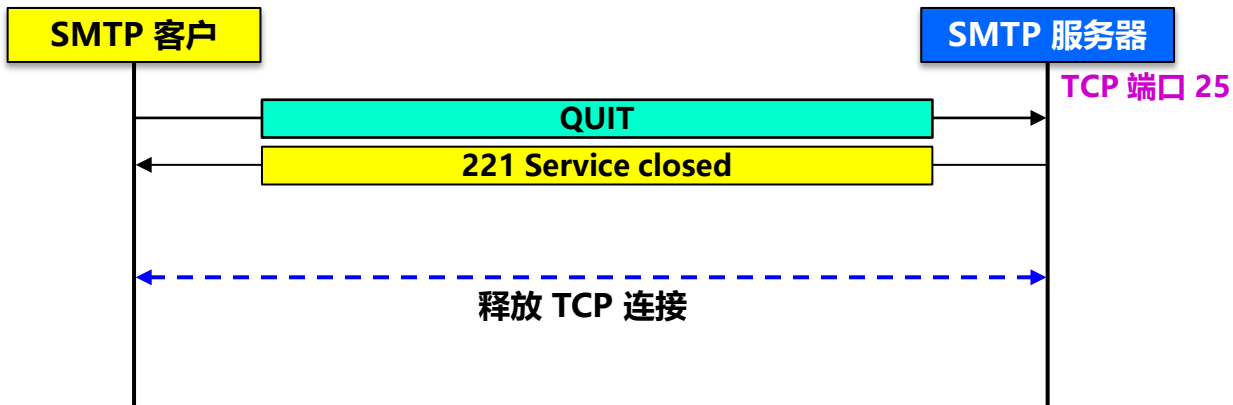 SMTP 客户
SMTP 服务器
TCP 端口 25
QUIT
221 Service closed
释放 TCP 连接